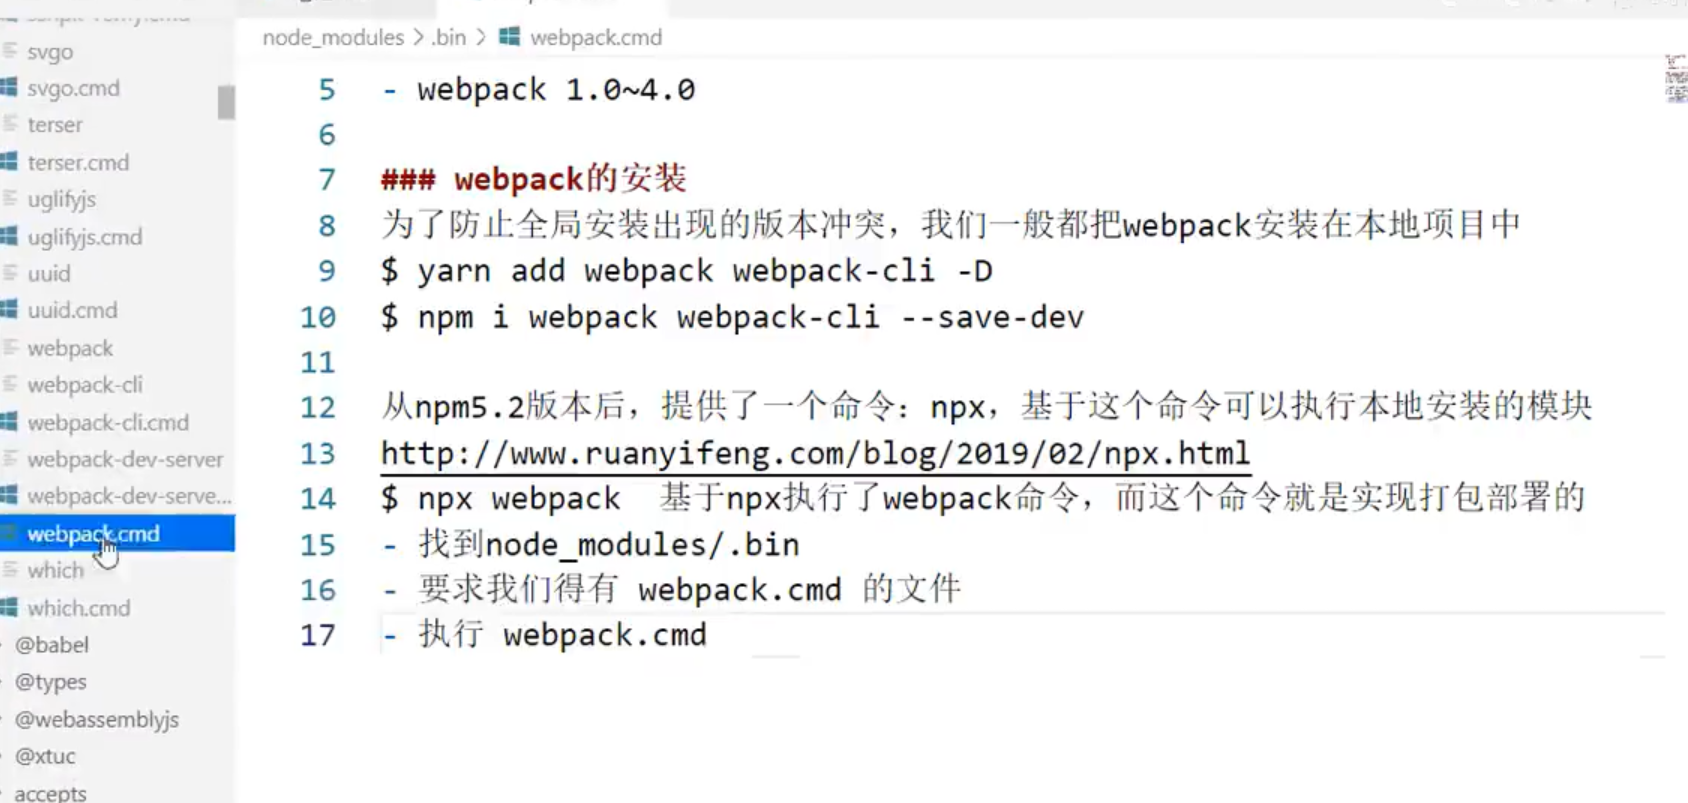 svgo
svgo.cmd
terser
terser.cmd
uglifyjs
uglifyjs.cmd
uuid
uuid.cmd
webpack
webpack-cli
webpack-cli.cmd
webpack-dev-server
webpack-dev-serve...
webpack.cmd
which
which.cmd
@babel
@types
@webassemblyjs
@xtuc
accepts
node_modules > .bin > webpack.cmd
5 - webpack 1.0~4.0
6
7 ### webpack的安装
8 为了防止全局安装出现的版本冲突，我们一般都把webpack安装在本地项目中
9 $ yarn add webpack webpack-cli -D
10 $ npm i webpack webpack-cli --save-dev
11
12 从npm5.2版本后，提供了一个命令：npx，基于这个命令可以执行本地安装的模块
13 http://www.ruanyifeng.com/blog/2019/02/npx.html
14 $ npx webpack  基于npx执行了webpack命令，而这个命令就是实现打包部署的
15 - 找到node_modules/.bin
16 - 要求我们得有 webpack.cmd 的文件
17 - 执行 webpack.cmd